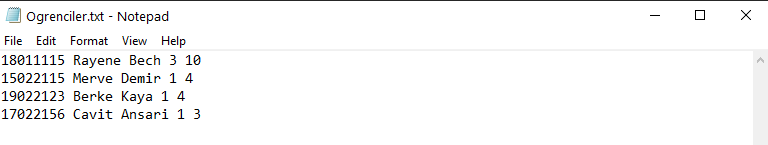 Ogrenciler.txt - Notepad
File Edit Format View Help
18011115 Rayene Bech 3 10
15022115 Merve Demir 1 4
19022123 Berke Kaya 1 4
17022156 Cavit Ansari 1 3